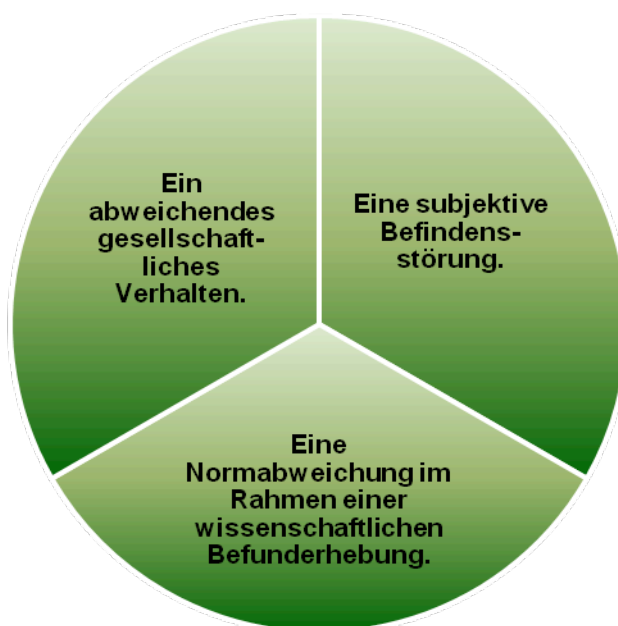 Ein
abweichendes
gesellschaft-
liches
Verhalten.
Eine subjektive
Befindens-
störung.
Eine
Normabweichung im
Rahmen einer
wissenschaftlichen
Befunderhebung.